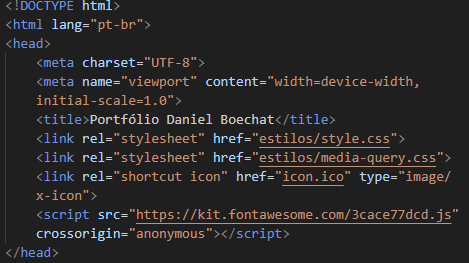 <!DOCTYPE html>
<html lang="pt-br">
<head>
<meta charset="UTF-8">
<meta name="viewport" content="width=device-width,
initial-scale=1.0">
<title>Portfólio Daniel Boechat</title>
<link rel="stylesheet" href="estilos/style.css">
<link rel="stylesheet" href="estilos/media-query.css">
<link rel="shortcut icon" href="icon.ico" type="image/
x-icon">
<script src="https://kit.fontawesome.com/3cace77dcd.js"
crossorigin="anonymous"></script>
</head>